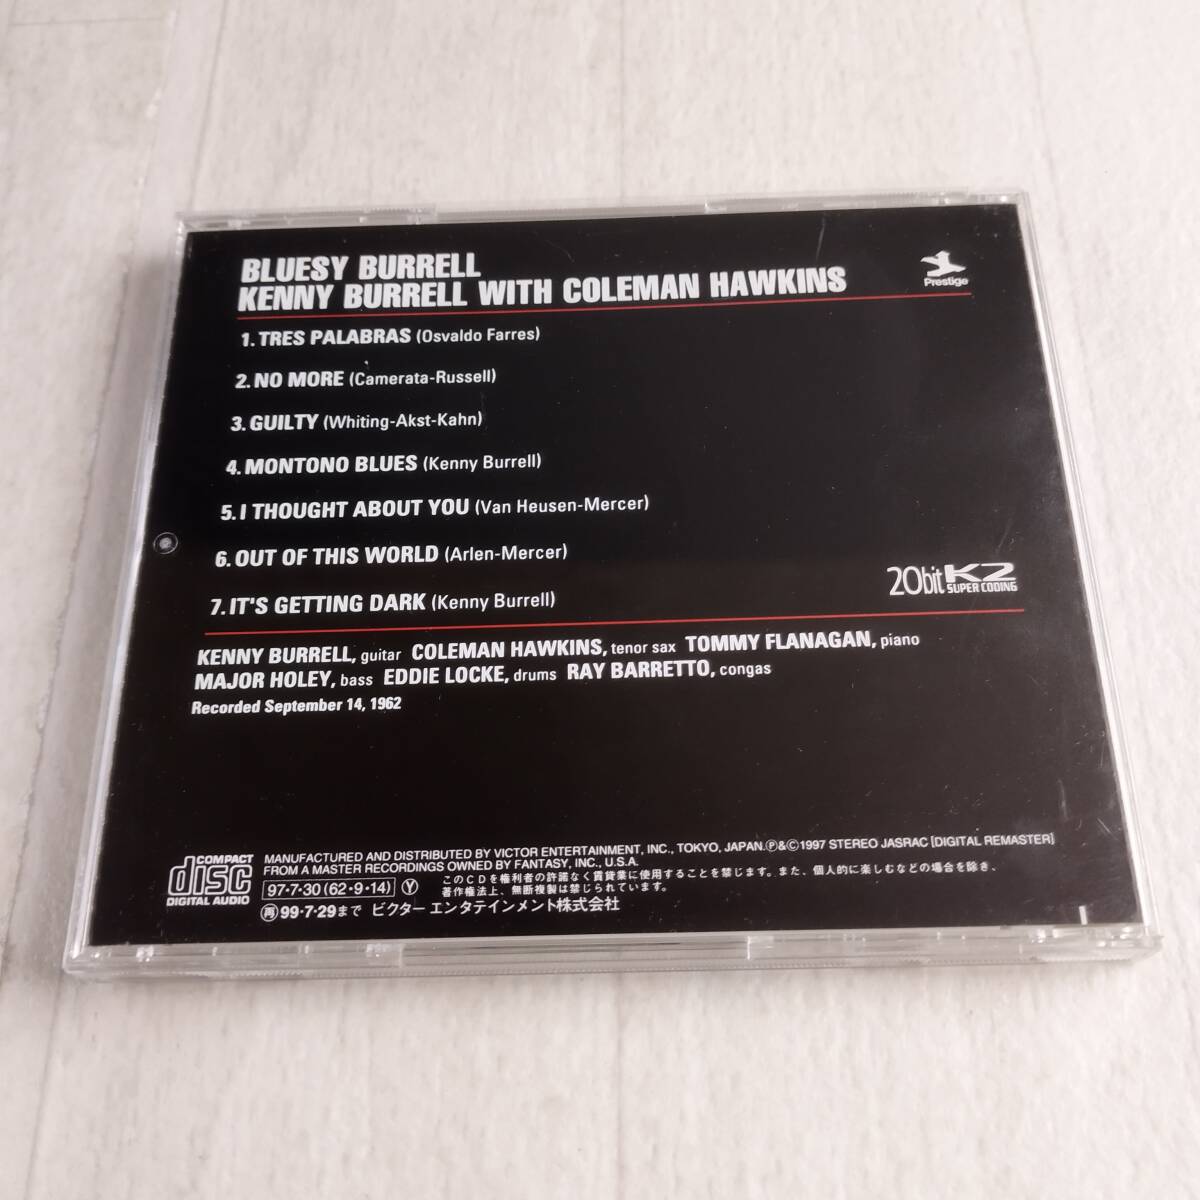 BLUESY BURRELL
KENNY BURRELL WITH COLEMAN HAWKINS
Prestige
1. TRES PALABRAS (Osvaldo Farres)
2. NO MORE (Camerata-Russell)
3. GUILTY (Whiting-Akst-Kahn)
4. MONTONO BLUES (Kenny Burrell)
5. I THOUGHT ABOUT YOU (Van Heusen-Mercer)
6. OUT OF THIS WORLD (Arlen-Mercer)
7. IT'S GETTING DARK (Kenny Burrell)
20bit K2
SUPER CODING
KENNY BURRELL, guitar COLEMAN HAWKINS, tenor sax TOMMY FLANAGAN, piano
MAJOR HOLEY, bass EDDIE LOCKE, drums RAY BARRETTO, congas
Recorded September 14, 1962
COMPACT
disc
DIGITAL AUDIO
MANUFACTURED AND DISTRIBUTED BY VICTOR ENTERTAINMENT, INC., TOKYO, JAPAN.Ⓟ&Ⓒ1997 STEREO JASRAC [DIGITAL REMASTER]
FROM A MASTER RECORDINGS OWNED BY FANTASY, INC., U.S.A.
97・7・30 (62・9・14) Ⓨ
このCDを権利者の許諾なく賃貸業に使用することを禁じます。また、個人的に楽しむなどの場合を除き、
著作権法上、無断複製は禁じられています。
㊢99・7・29まで ビクター エンタテインメント株式会社